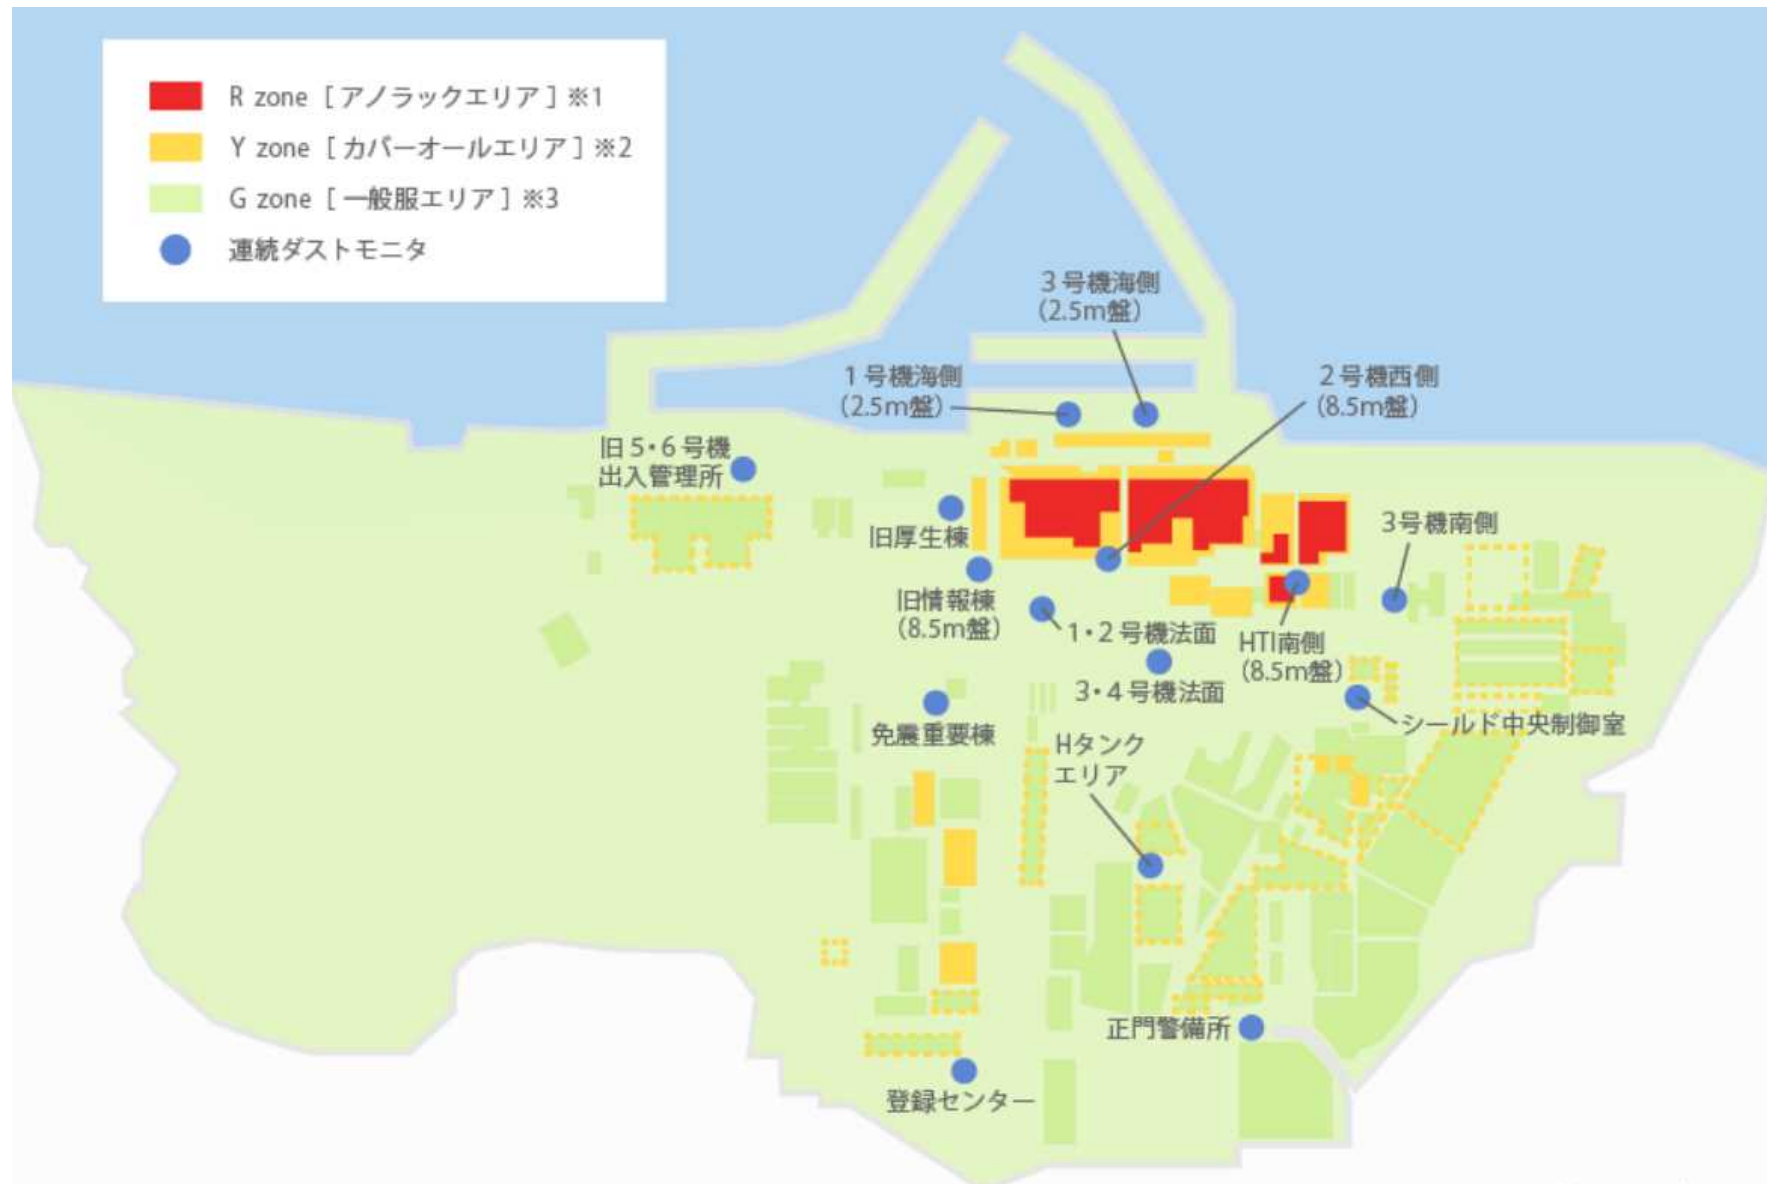 R zone [ アノラックエリア ] ※1
Y zone [ カバーオールエリア ] ※2
G zone [ 一般服エリア ] ※3
連続ダストモニタ
3号機海側
(2.5m盤)
1号機海側
(2.5m盤)
2号機西側
(8.5m盤)
旧5・6号機
出入管理所
旧厚生棟
3号機南側
旧情報棟
(8.5m盤)
1・2号機法面
HTI南側
(8.5m盤)
3・4号機法面
シールド中央制御室
免震重要棟
Hタンク
エリア
正門警備所
登録センター